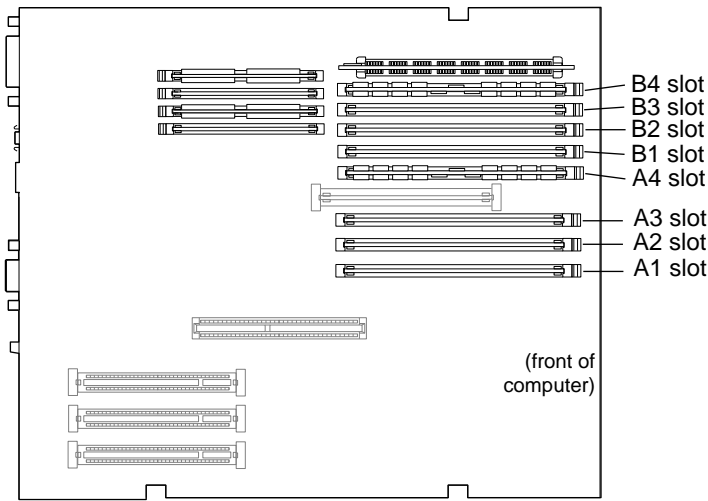 B4 slot
B3 slot
B2 slot
B1 slot
A4 slot
A3 slot
A2 slot
A1 slot
(front of
computer)